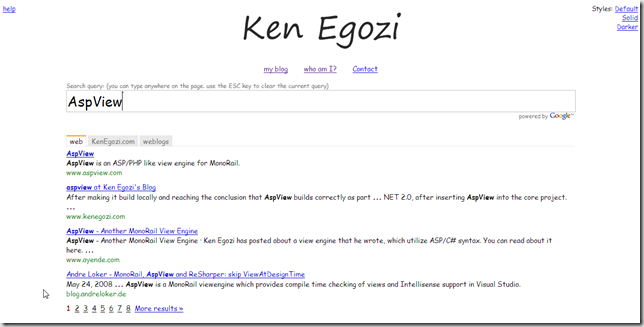 help
Styles: Default
Solid
Darker
Ken Egozi
my blog who am I? Contact
Search query: (you can type anywhere on the page. use the ESC key to clear the current query)
AspView
powered by Google™
web KenEgozi.com weblogs
AspView
AspView is an ASP/PHP like view engine for MonoRail.
www.aspview.com
aspview at Ken Egozi's Blog
After making it build locally and reaching the conclusion that AspView builds correctly as part ... NET 2.0, after inserting AspView into the core project.
...
www.kenegozi.com
AspView - Another MonoRail View Engine
AspView - Another MonoRail View Engine · Ken Egozi has posted about a view engine that he wrote, which utilize ASP/C# syntax. You can read about it
here. ...
www.ayende.com
Andre Loker - MonoRail, AspView and ReSharper: skip ViewAtDesignTime
May 24, 2008 ... AspView is a MonoRail viewengine which provides compile time checking of views and Intellisense support in Visual Studio.
blog.andreloker.de
1 2 3 4 5 6 7 8 More results »